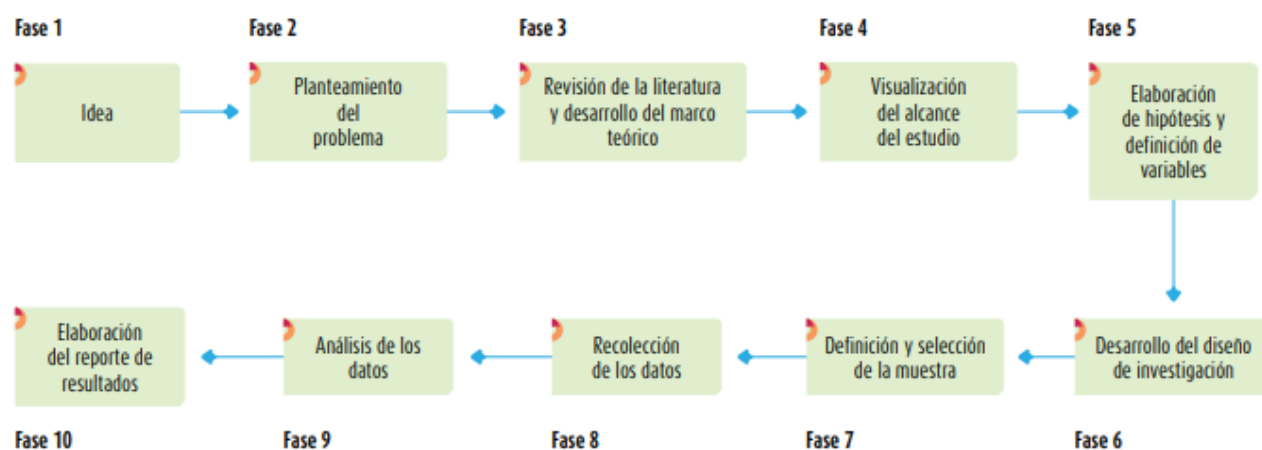 Fase 1
Fase 2
Fase 3
Fase 4
Fase 5
Idea
Planteamiento
del
problema
Revisión de la literatura
y desarrollo del marco
teórico
Visualización
del alcance
del estudio
Elaboración
de hipótesis y
definición de
variables
Elaboración
del reporte de
resultados
Análisis de los
datos
Recolección
de los datos
Definición y selección
de la muestra
Desarrollo del diseño
de investigación
Fase 10
Fase 9
Fase 8
Fase 7
Fase 6